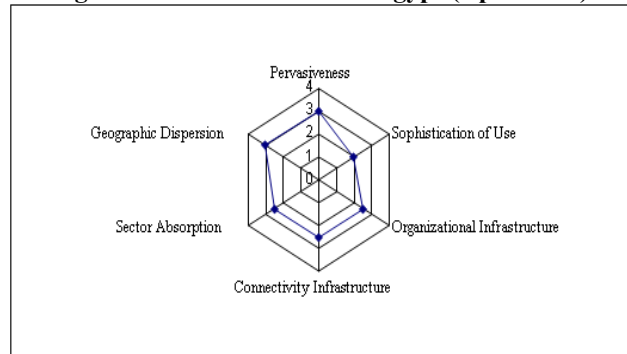 Pervasiveness
4
3
2
1
0
Geographic Dispersion
Sophistication of Use
Sector Absorption
Organizational Infrastructure
Connectivity Infrastructure